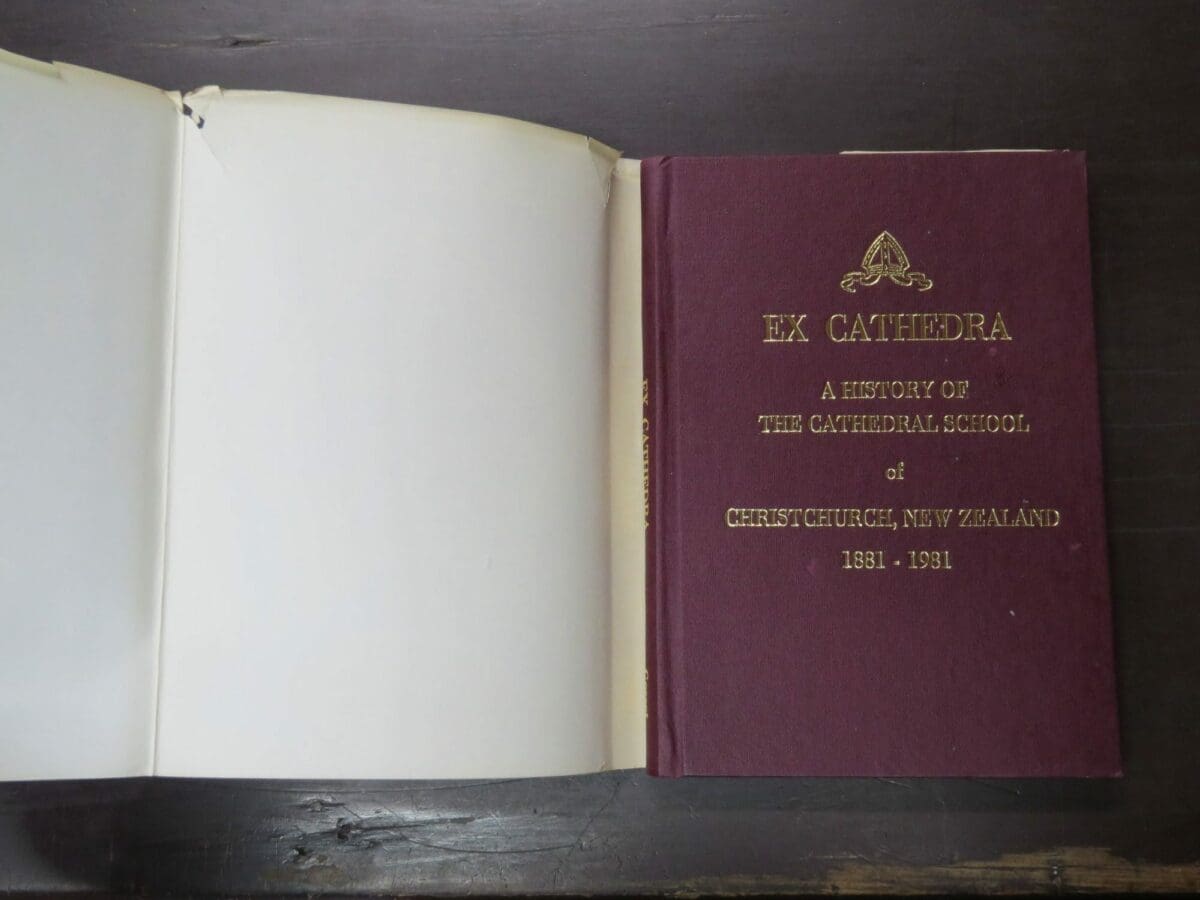 EX CATHEDRA
A HISTORY OF
THE CATHEDRAL SCHOOL
of
CHRISTCHURCH, NEW ZEALAND
1881 - 1981
EX CATHEDRA